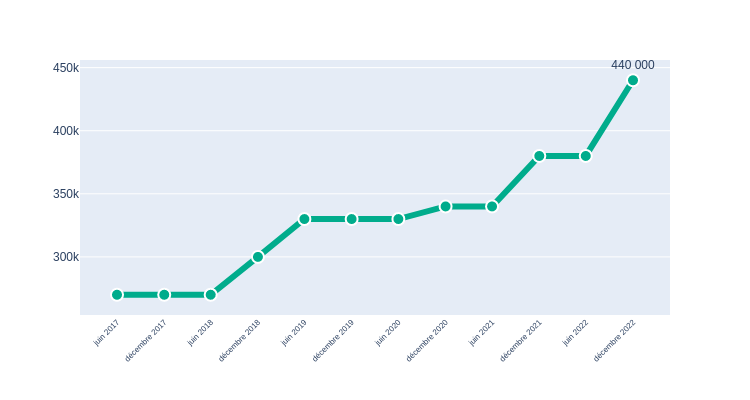 440 000
450k
400k
350k
300k
juin 2017
décembre 2017
juin 2018
décembre 2018
juin 2019
décembre 2019
juin 2020
décembre 2020
juin 2021
décembre 2021
juin 2022
décembre 2022